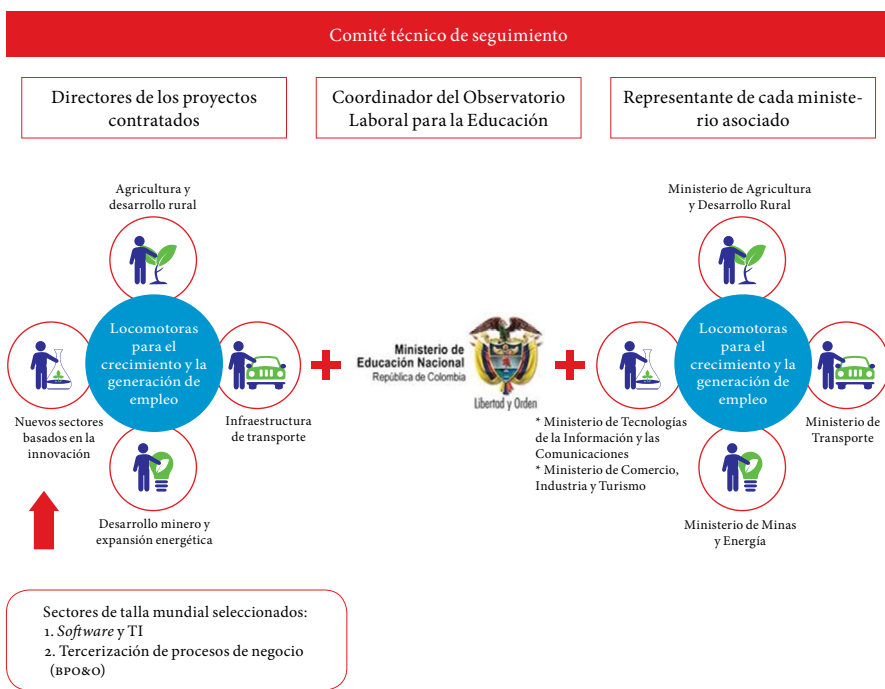 Comité técnico de seguimiento
Directores de los proyectos
contratados
Coordinador del Observatorio
Laboral para la Educación
Representante de cada ministe-
rio asociado
Agricultura y
desarrollo rural
Locomotoras
para el
crecimiento y la
generación de
empleo
Nuevos sectores
basados en la
innovación
Infraestructura
de transporte
Desarrollo minero y
expansión energética
Ministerio de
Educación Nacional
República de Colombia
Libertad y Orden
Ministerio de Agricultura
y Desarrollo Rural
Locomotoras
para el
crecimiento y la
generación de
empleo
* Ministerio de Tecnologías
de la Información y las
Comunicaciones
* Ministerio de Comercio,
Industria y Turismo
Ministerio de
Transporte
Ministerio de Minas
y Energía
Sectores de talla mundial seleccionados:
1. Software y TI
2. Tercerización de procesos de negocio
(BPO&O)